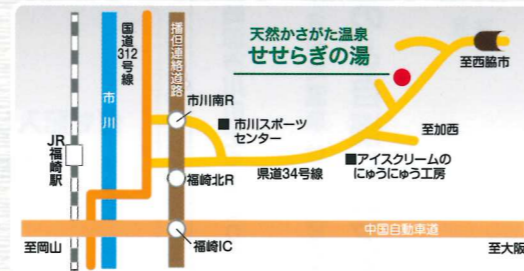 国道312号線
播但連絡道路
天然かさがた温泉
せせらぎの湯
至西脇市
市川
市川南R
■市川スポーツ
センター
至加西
JR
福崎駅
■アイスクリームの
にゅうにゅう工房
県道34号線
福崎北R
中国自動車道
至岡山
福崎IC
至大阪